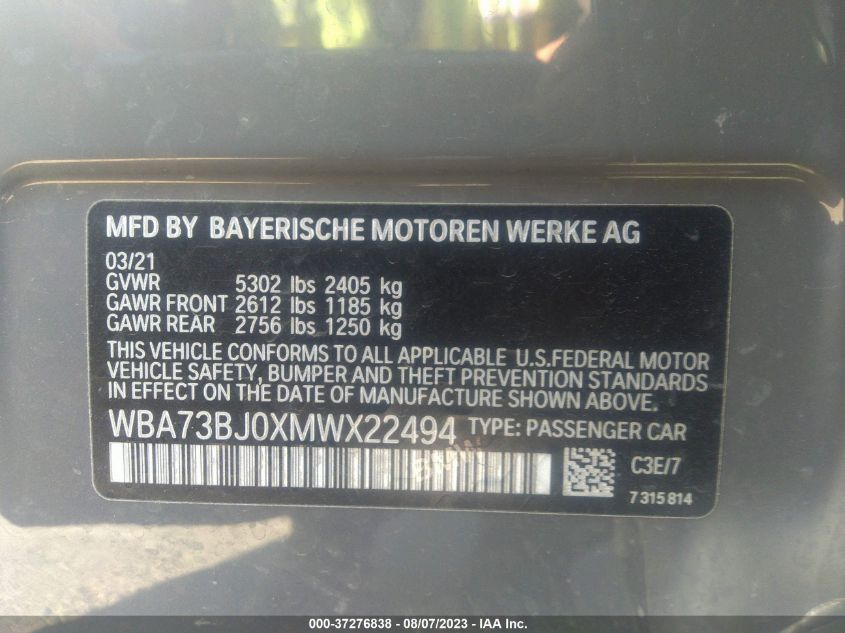 MFD BY BAYERISCHE MOTOREN WERKE AG
03/21
GVWR 5302 lbs 2405 kg
GAWR FRONT 2612 lbs 1185 kg
GAWR REAR 2756 lbs 1250 kg
THIS VEHICLE CONFORMS TO ALL APPLICABLE U.S.FEDERAL MOTOR
VEHICLE SAFETY, BUMPER AND THEFT PREVENTION STANDARDS
IN EFFECT ON THE DATE OF MANUFACTURE SHOWN ABOVE.
WBA73BJ0XMWX22494 TYPE: PASSENGER CAR
BMW
C3E/7
7 315 814
000-37276838 - 08/07/2023 - IAA Inc.